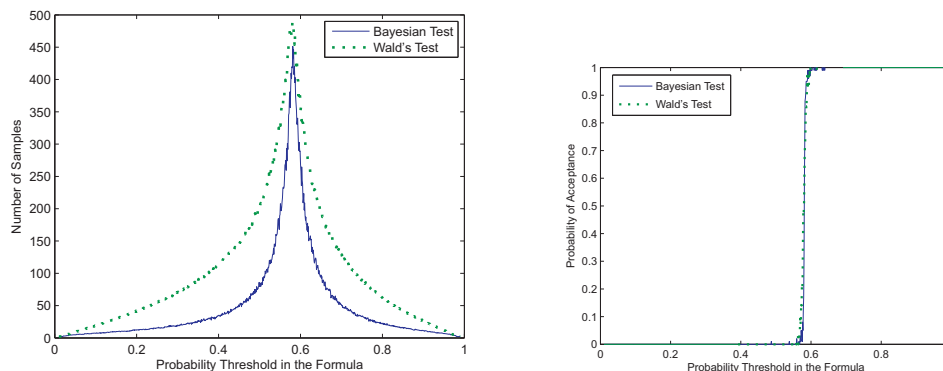 500
450
400
350
300
250
200
150
100
50
0
Number of Samples
Bayesian Test
Wald's Test
0 0.2 0.4 0.6 0.8 1
Probability Threshold in the Formula
1
0.9
0.8
0.7
0.6
0.5
0.4
0.3
0.2
0.1
0
Probability of Acceptance
Bayesian Test
Wald's Test
0 0.2 0.4 0.6 0.8
Probability Threshold in the Formula